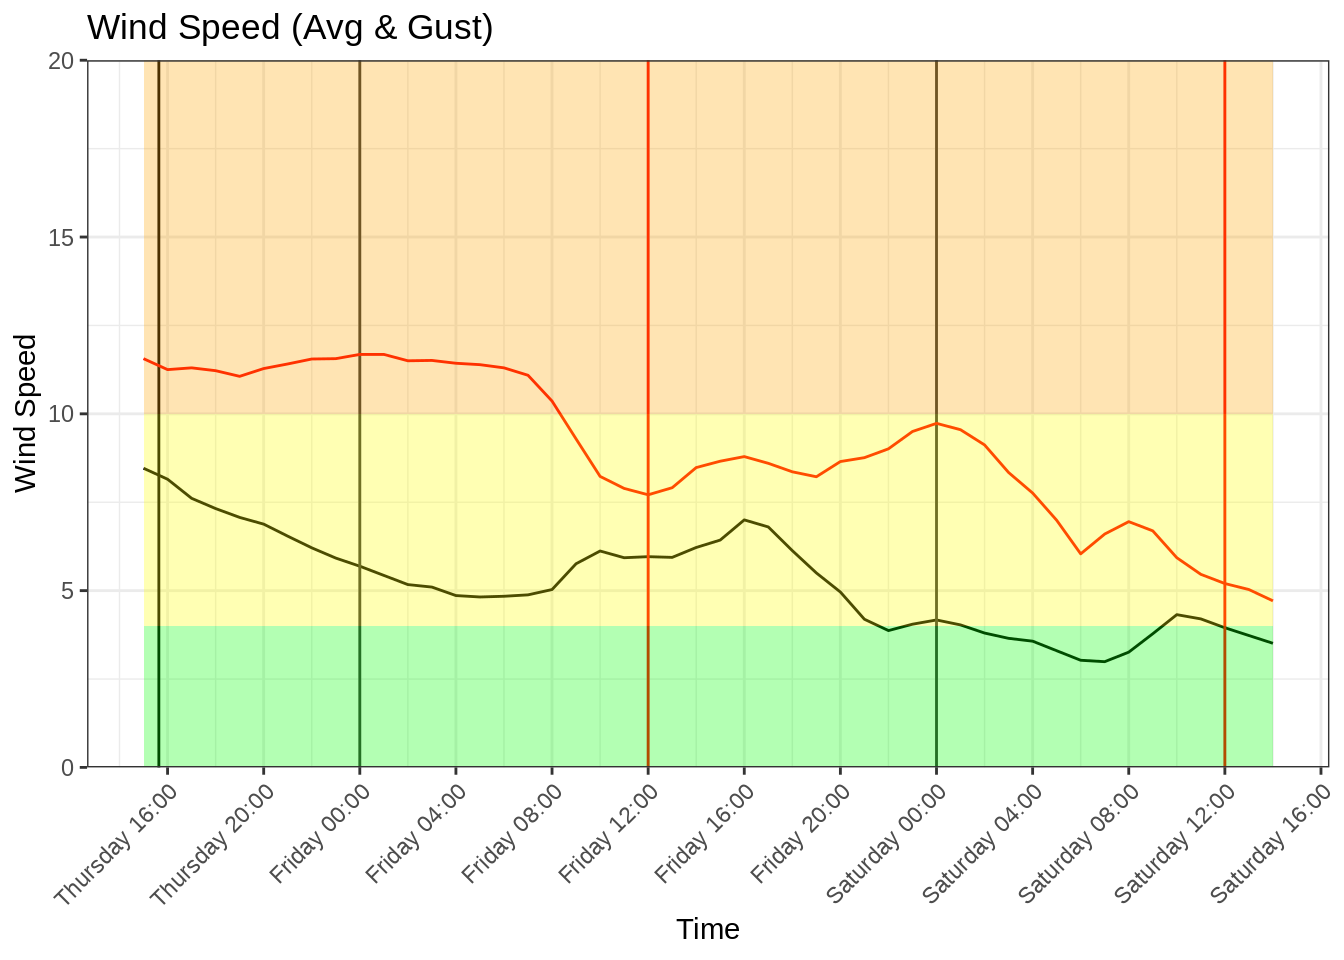 Wind Speed (Avg & Gust)
20
15
10
5
0
Wind Speed
Thursday 16:00
Thursday 20:00
Friday 00:00
Friday 04:00
Friday 08:00
Friday 12:00
Friday 16:00
Friday 20:00
Saturday 00:00
Saturday 04:00
Saturday 08:00
Saturday 12:00
Saturday 16:00
Time